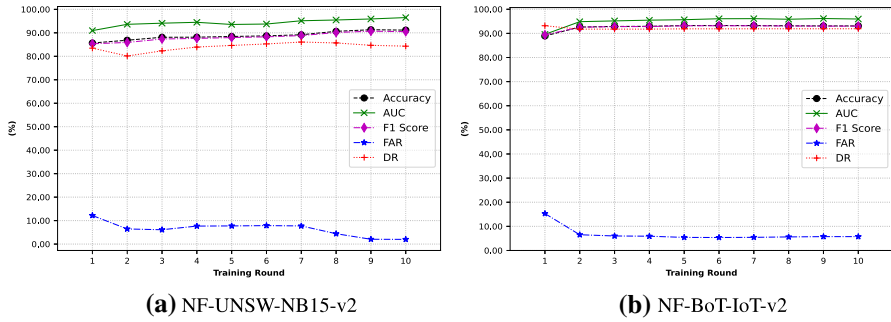 100,00
90,00
80,00
70,00
60,00
50,00
40,00
30,00
20,00
10,00
0,00
(%)
Accuracy
AUC
F1 Score
FAR
DR
1 2 3 4 5 6 7 8 9 10
Training Round
(a) NF-UNSW-NB15-v2
100,00
90,00
80,00
70,00
60,00
50,00
40,00
30,00
20,00
10,00
0,00
(%)
Accuracy
AUC
F1 Score
FAR
DR
1 2 3 4 5 6 7 8 9 10
Training Round
(b) NF-BoT-IoT-v2